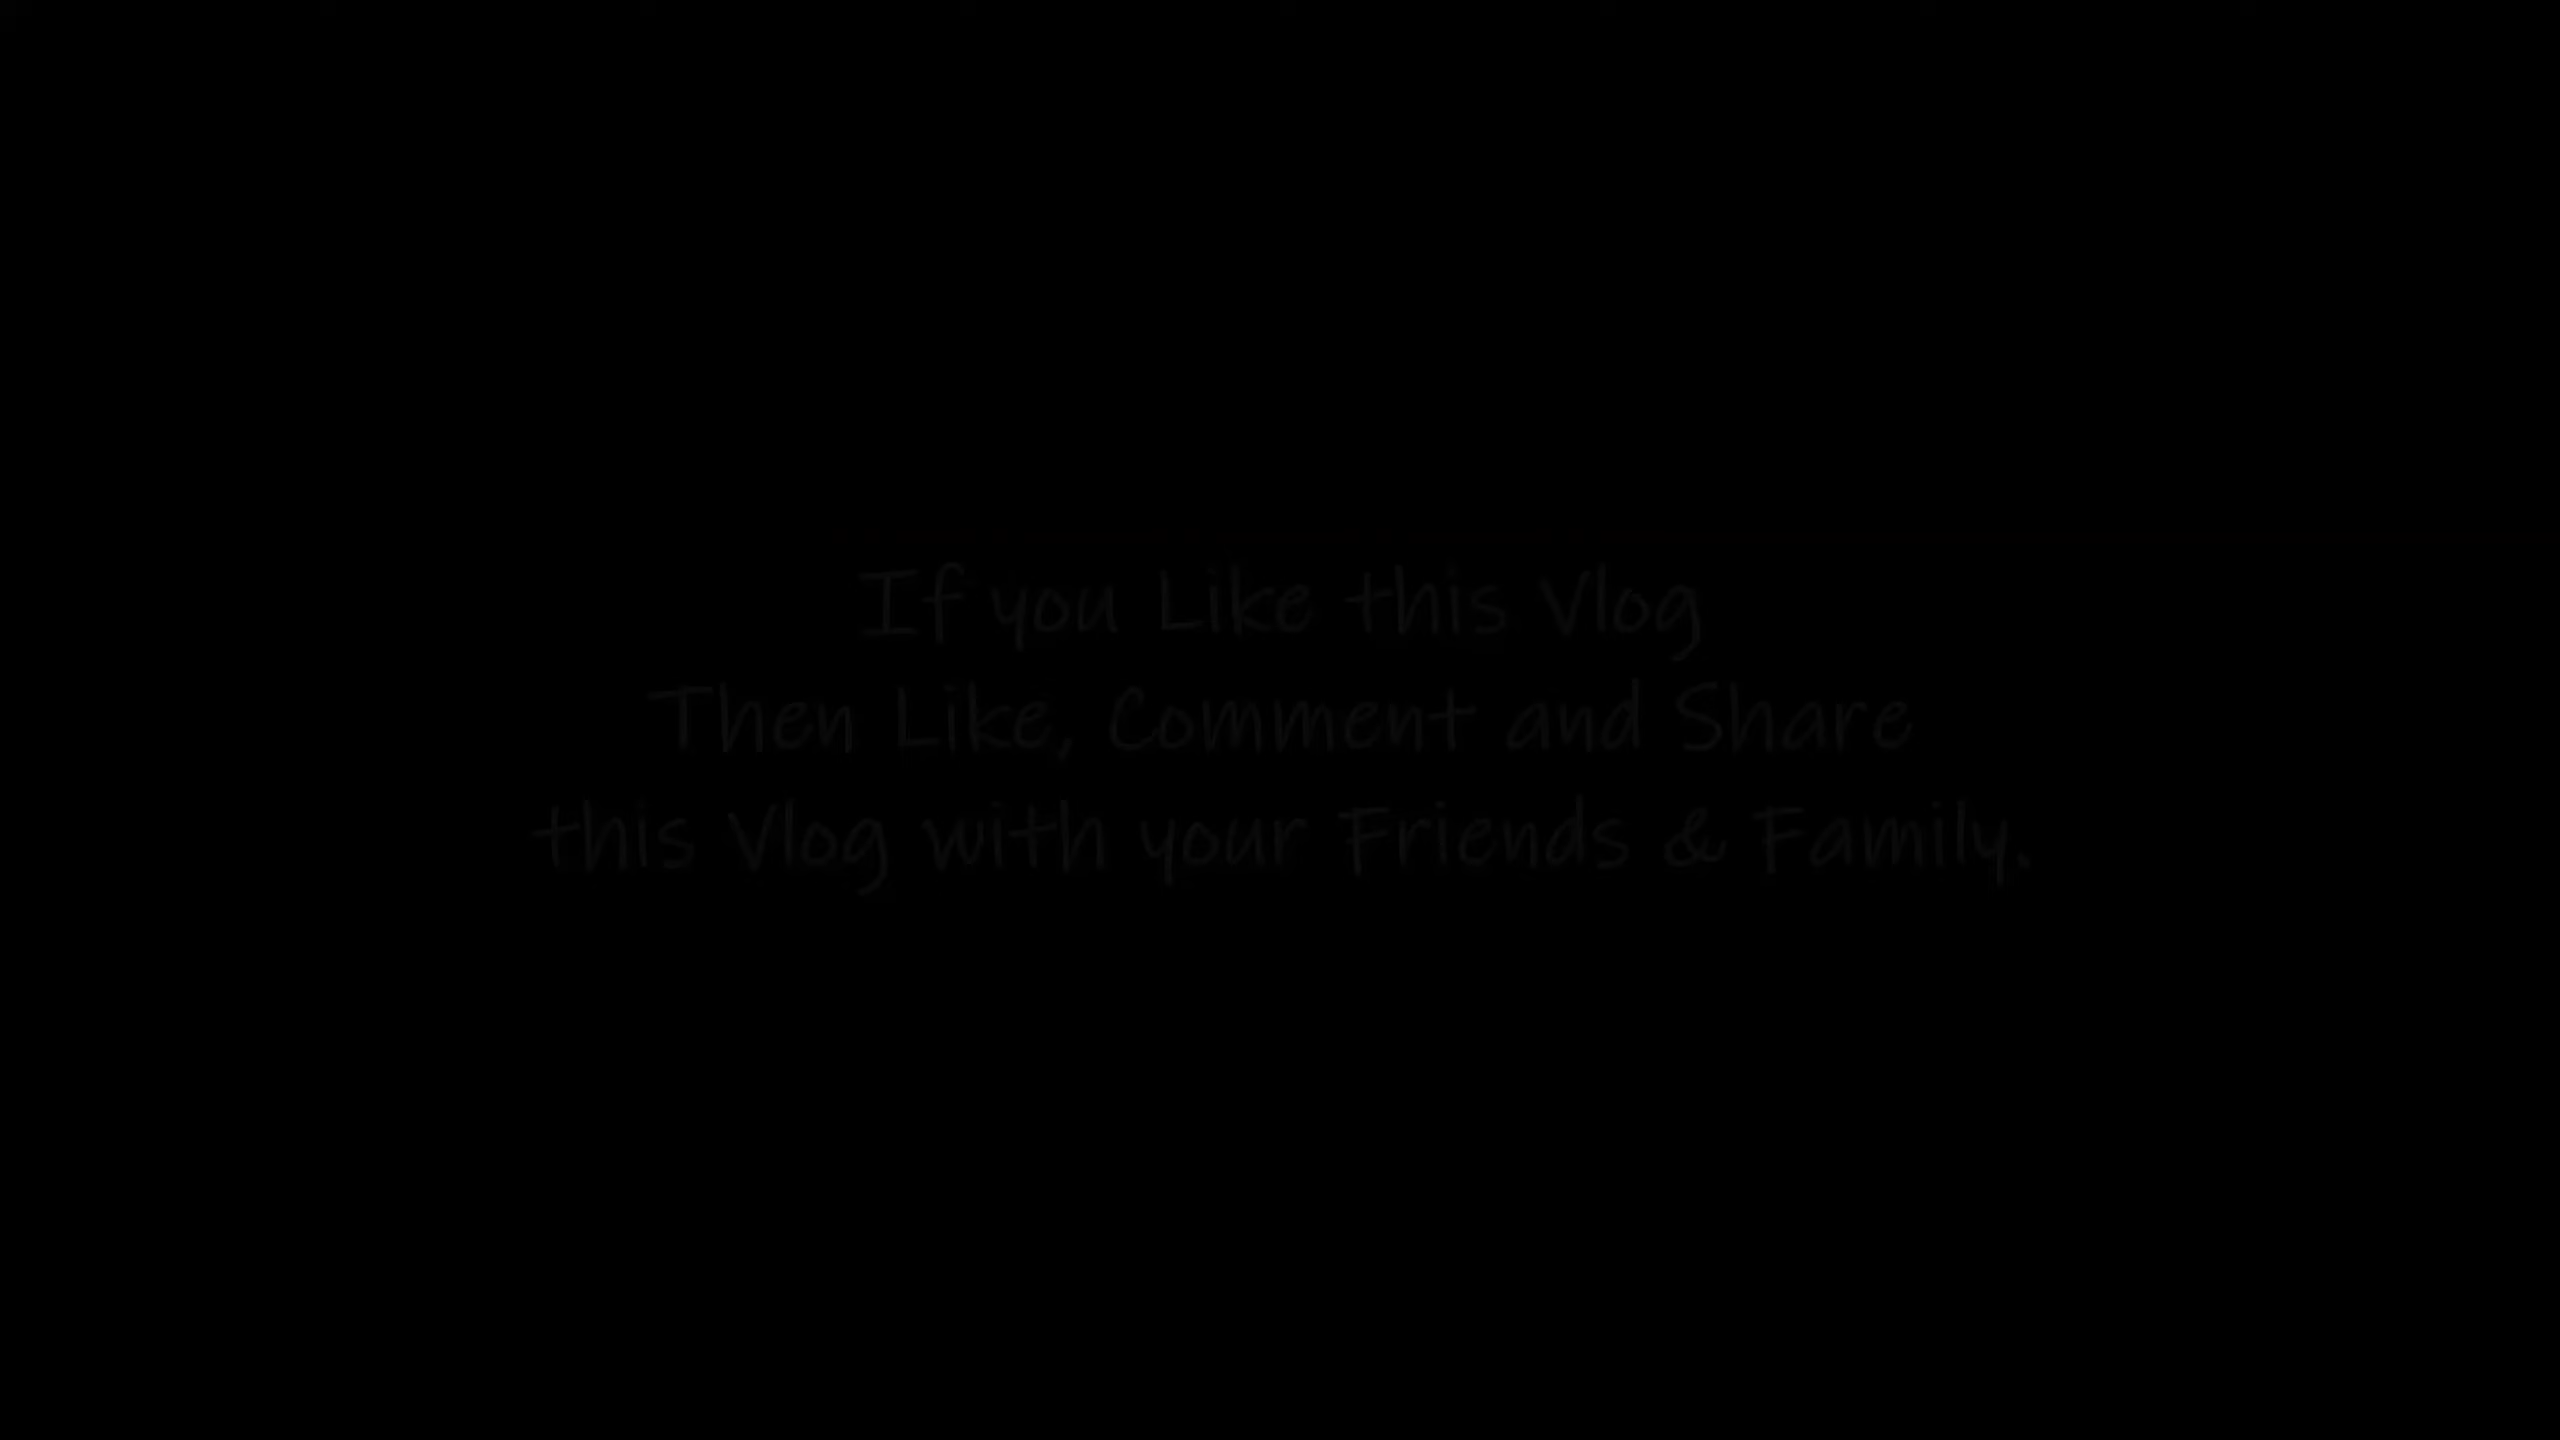 If you Like this Vlog
Then Like, Comment and Share
this Vlog with your Friends & Family.